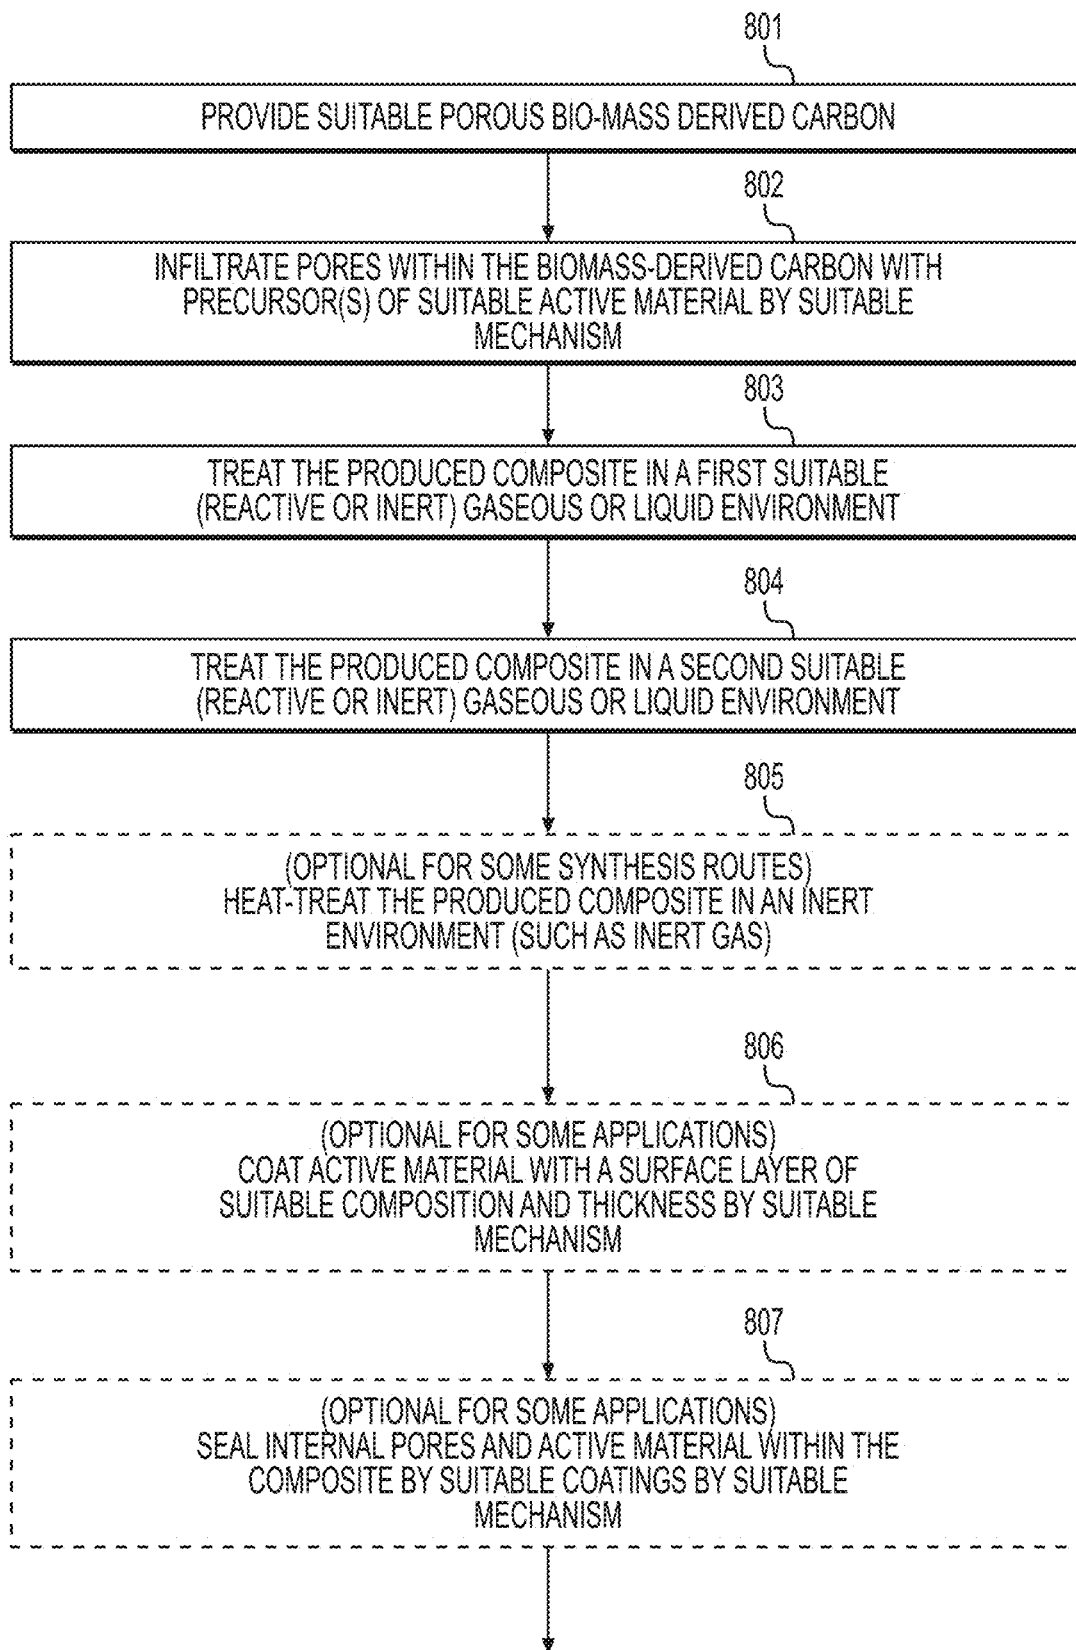 801
PROVIDE SUITABLE POROUS BIO-MASS DERIVED CARBON
802
INFILTRATE PORES WITHIN THE BIOMASS-DERIVED CARBON WITH
PRECURSOR(S) OF SUITABLE ACTIVE MATERIAL BY SUITABLE
MECHANISM
803
TREAT THE PRODUCED COMPOSITE IN A FIRST SUITABLE
(REACTIVE OR INERT) GASEOUS OR LIQUID ENVIRONMENT
804
TREAT THE PRODUCED COMPOSITE IN A SECOND SUITABLE
(REACTIVE OR INERT) GASEOUS OR LIQUID ENVIRONMENT
805
(OPTIONAL FOR SOME SYNTHESIS ROUTES)
HEAT-TREAT THE PRODUCED COMPOSITE IN AN INERT
ENVIRONMENT (SUCH AS INERT GAS)
806
(OPTIONAL FOR SOME APPLICATIONS)
COAT ACTIVE MATERIAL WITH A SURFACE LAYER OF
SUITABLE COMPOSITION AND THICKNESS BY SUITABLE
MECHANISM
807
(OPTIONAL FOR SOME APPLICATIONS)
SEAL INTERNAL PORES AND ACTIVE MATERIAL WITHIN THE
COMPOSITE BY SUITABLE COATINGS BY SUITABLE
MECHANISM